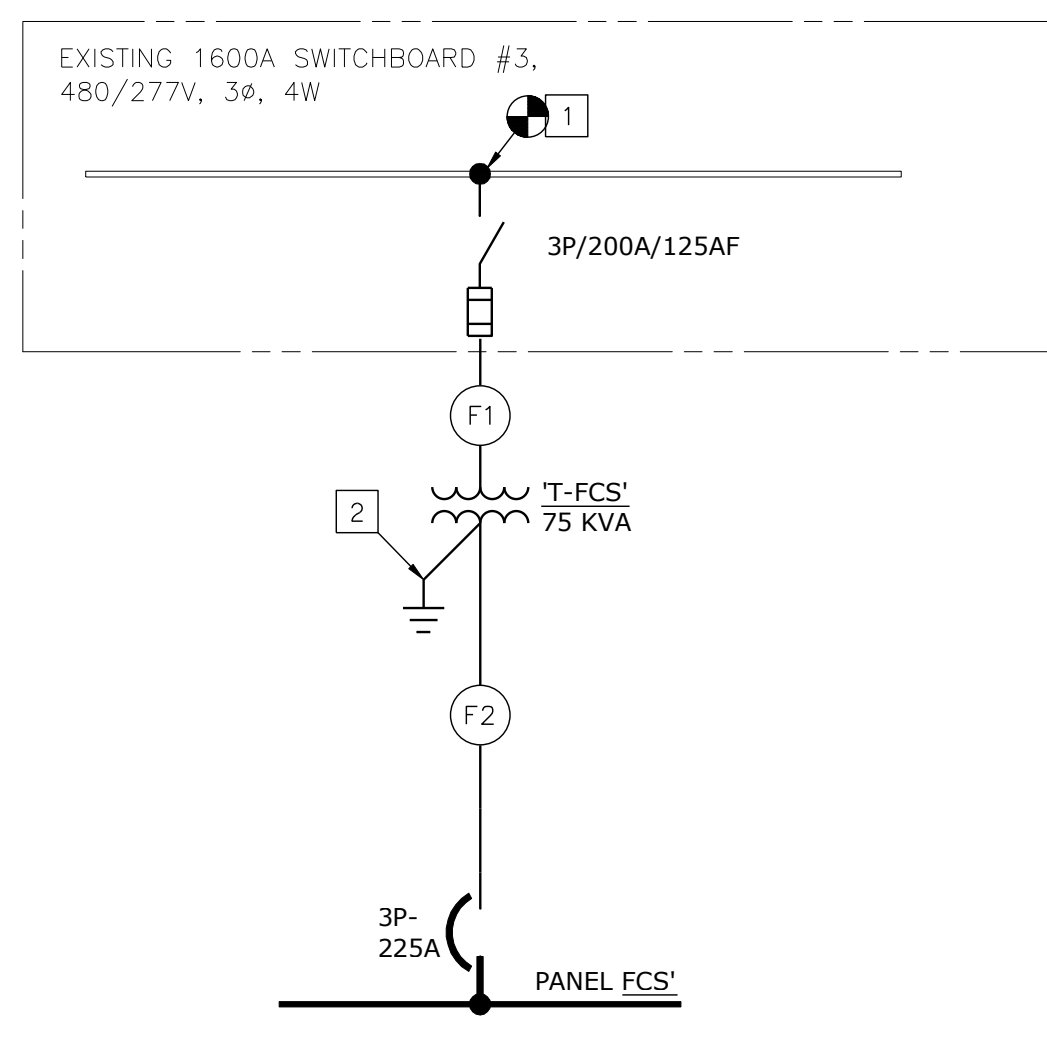 EXISTING 1600A SWITCHBOARD #3,
480/277V, 3ø, 4W
1
3P/200A/125AF
F1
'T-FCS'
75 KVA
2
F2
3P-
225A
PANEL FCS'